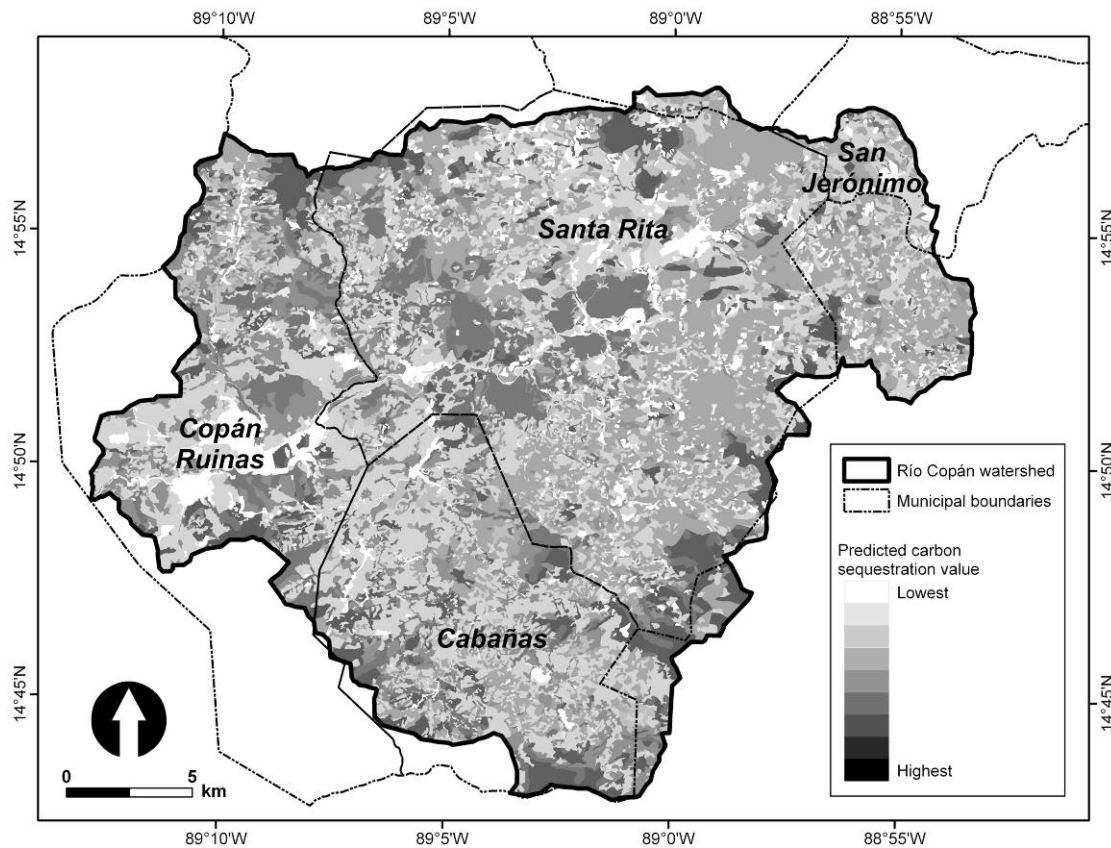 89°10'W 89°5'W 89°0'W 88°55'W
San
Jeronimo
Santa Rita
14°55'N
14°55'N
Copán
Ruinas
14°50'N
14°50'N
Río Copán watershed
Municipal boundaries
Predicted carbon
sequestration value
Lowest
Highest
Cabañas
14°45'N
14°45'N
0 5
km
89°10'W 89°5'W 89°0'W 88°55'W